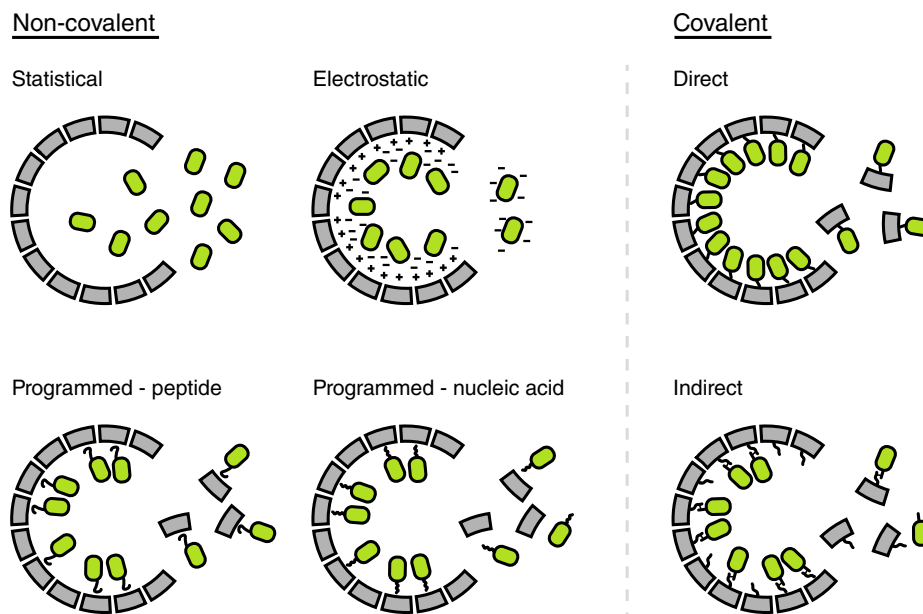 Non-covalent
Covalent
Statistical
Electrostatic
Direct
Programmed - peptide
Programmed - nucleic acid
Indirect